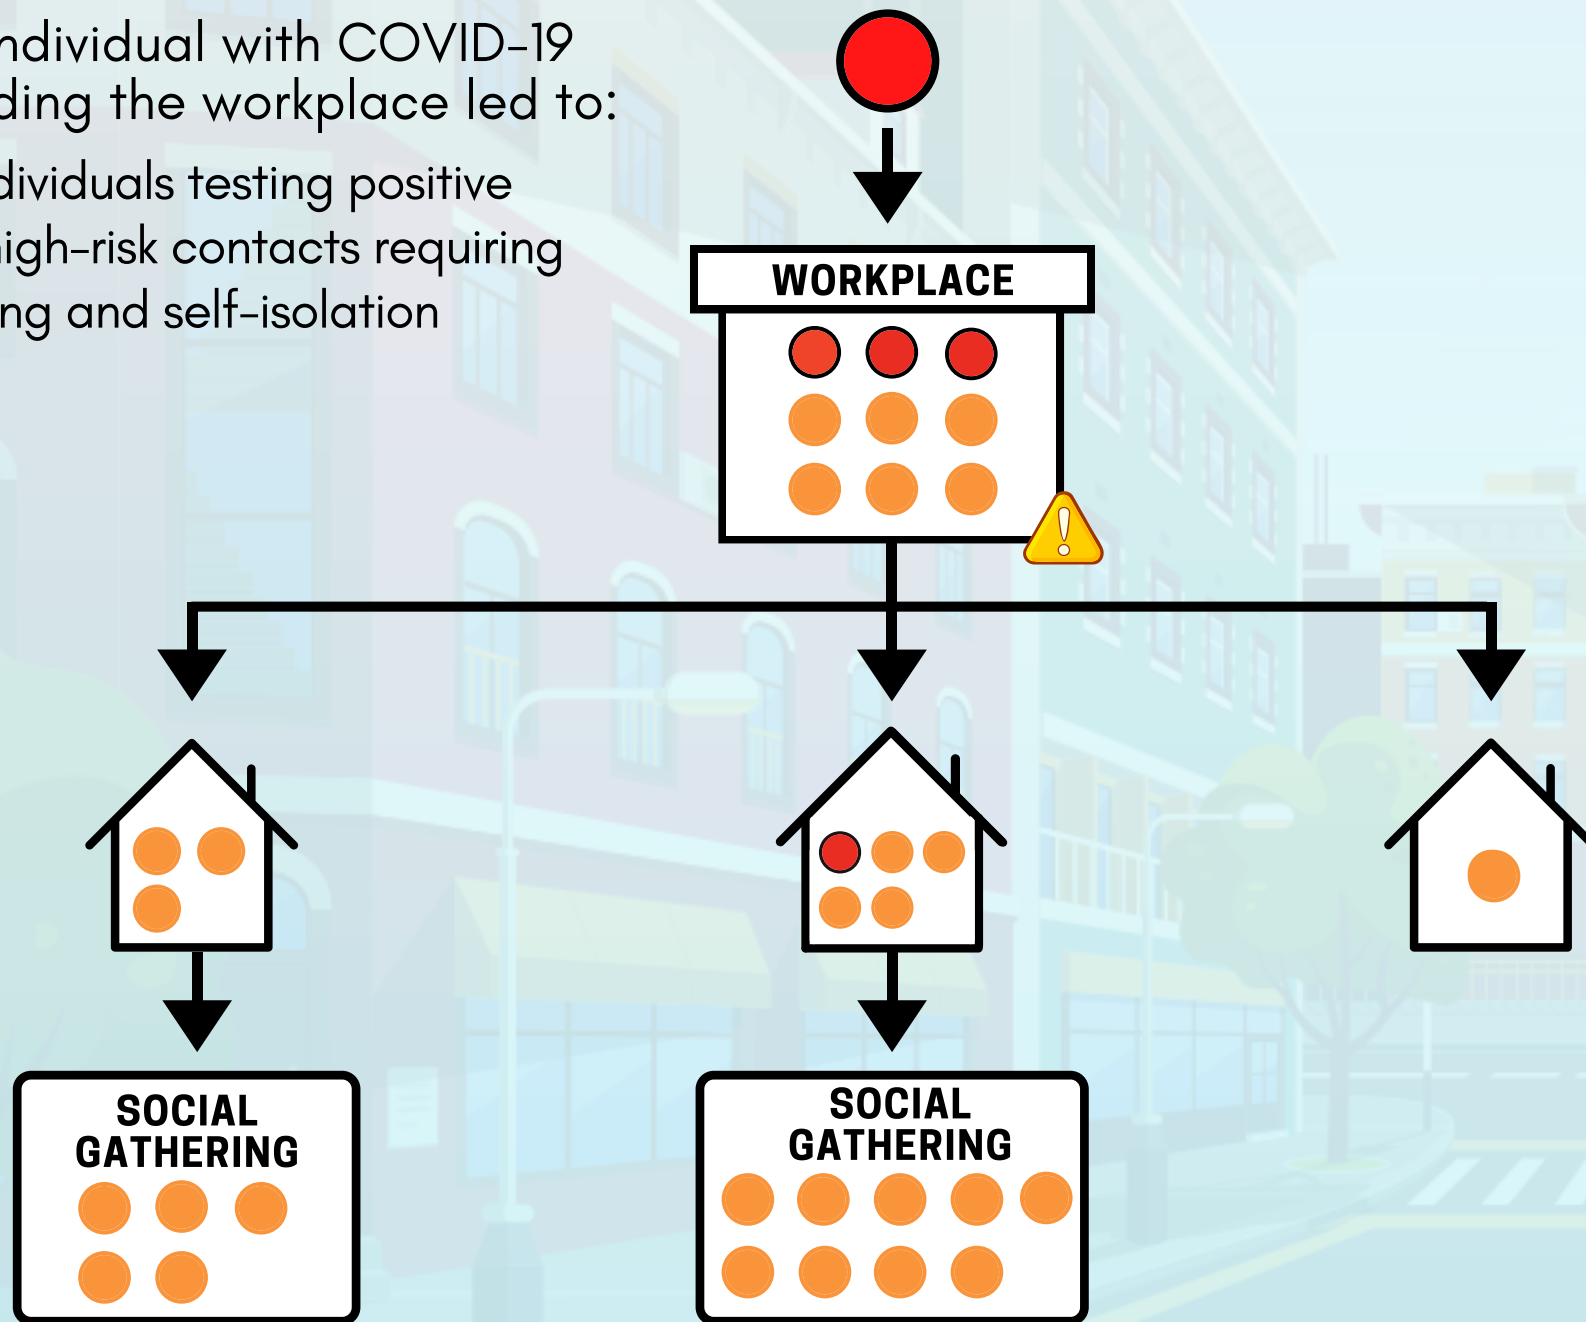 ndividual with COVID-19
ding the workplace led to:
dividuals testing positive
high-risk contacts requiring
ng and self-isolation
WORKPLACE
SOCIAL
GATHERING
SOCIAL
GATHERING